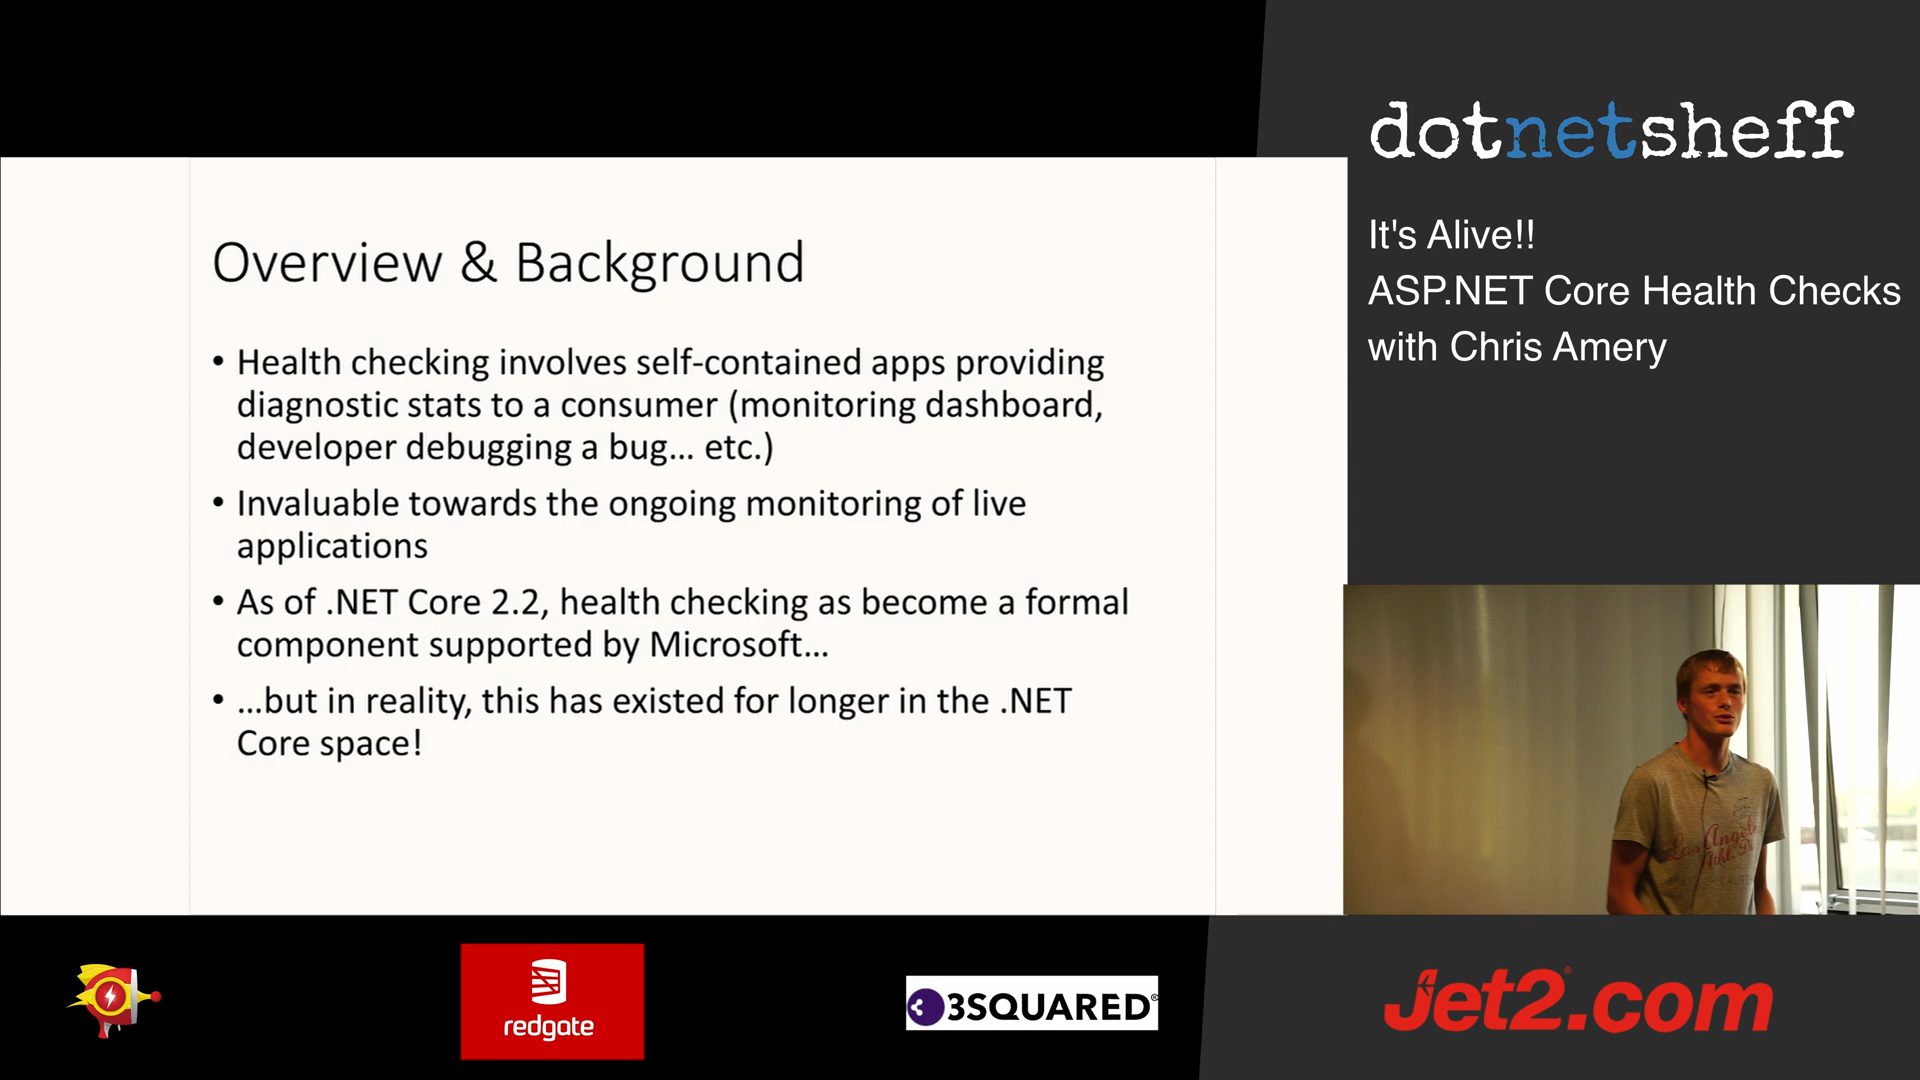 dotnetsheff
It's Alive!!
ASP.NET Core Health Checks
with Chris Amery
Overview & Background
• Health checking involves self-contained apps providing
diagnostic stats to a consumer (monitoring dashboard,
developer debugging a bug... etc.)
• Invaluable towards the ongoing monitoring of live
applications
• As of .NET Core 2.2, health checking as become a formal
component supported by Microsoft...
• ...but in reality, this has existed for longer in the .NET
Core space!
Los Angeles
Athl. D
redgate
3SQUARED®
Jet2.com®